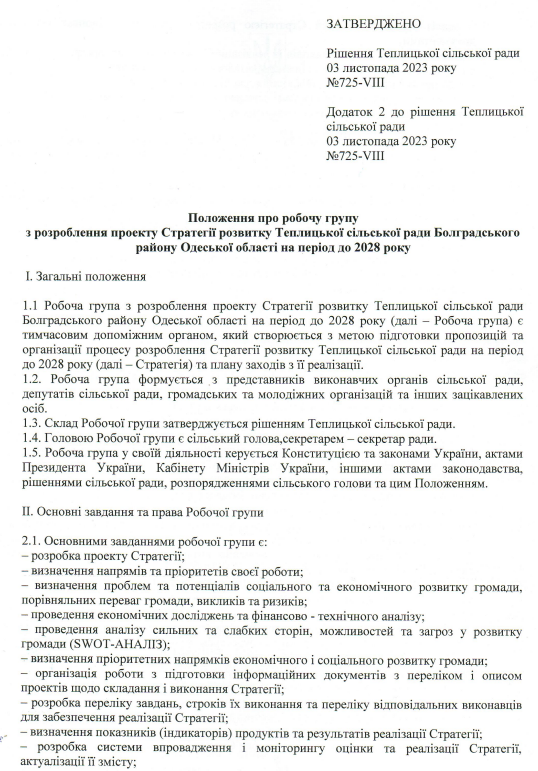 ЗАТВЕРДЖЕНО
Рішення Теплицької сільської ради
03 листопада 2023 року
№725-VIII
Додаток 2 до рішення Теплицької
сільської ради
03 листопада 2023 року
№725-VIII
Положення про робочу групу
з розроблення проекту Стратегії розвитку Теплицької сільської ради Болградського
району Одеської області на період до 2028 року
І. Загальні положення
1.1 Робоча група з розроблення проекту Стратегії розвитку Теплицької сільської ради
Болградського району Одеської області на період до 2028 року (далі – Робоча група) є
тимчасовим допоміжним органом, який створюється з метою підготовки пропозицій та
організації процесу розроблення Стратегії розвитку Теплицької сільської ради на період
до 2028 року (далі – Стратегія) та плану заходів з її реалізації.
1.2. Робоча група формується з представників виконавчих органів сільської ради,
депутатів сільської ради, громадських та молодіжних організацій та інших зацікавлених
осіб.
1.3. Склад Робочої групи затверджується рішенням Теплицької сільської ради.
1.4. Головою Робочої групи є сільський голова,секретарем – секретар ради.
1.5. Робоча група у своїй діяльності керується Конституцією та законами України, актами
Президента України, Кабінету Міністрів України, іншими актами законодавства,
рішеннями сільської ради, розпорядженнями сільського голови та цим Положенням.
ІІ. Основні завдання та права Робочої групи
2.1. Основними завданнями робочої групи є:
– розробка проекту Стратегії;
– визначення напрямів та пріоритетів своєї роботи;
– визначення проблем та потенціалів соціального та економічного розвитку громади,
порівняльних переваг громади, викликів та ризиків;
– проведення економічних досліджень та фінансово - технічного аналізу;
– проведення аналізу сильних та слабких сторін, можливостей та загроз у розвитку
громади (SWOT-АНАЛІЗ);
– визначення пріоритетних напрямків економічного і соціального розвитку громади;
– організація роботи з підготовки інформаційних документів з переліком і описом
проектів щодо складання і виконання Стратегії;
– розробка переліку завдань, строків їх виконання та переліку відповідальних виконавців
для забезпечення реалізації Стратегії;
– визначення показників (індикаторів) продуктів та результатів реалізації Стратегії;
– розробка системи впровадження і моніторингу оцінки та реалізації Стратегії,
актуалізації її змісту;